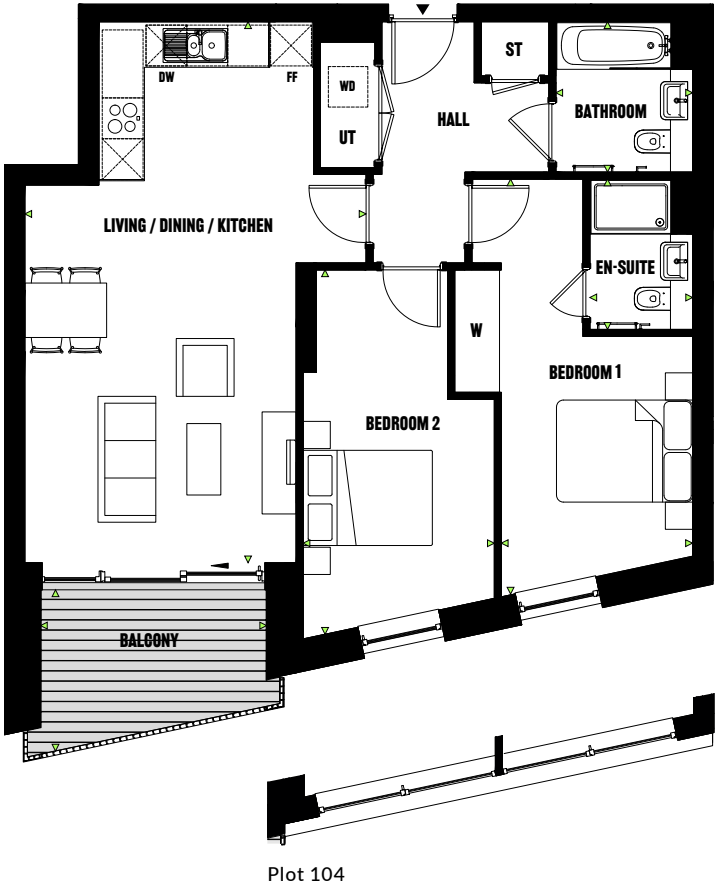 ST
DW
FF
WD
BATHROOM
HALL
UT
LIVING / DINING / KITCHEN
EN-SUITE
W
BEDROOM 1
BEDROOM 2
BALCONY
Plot 104